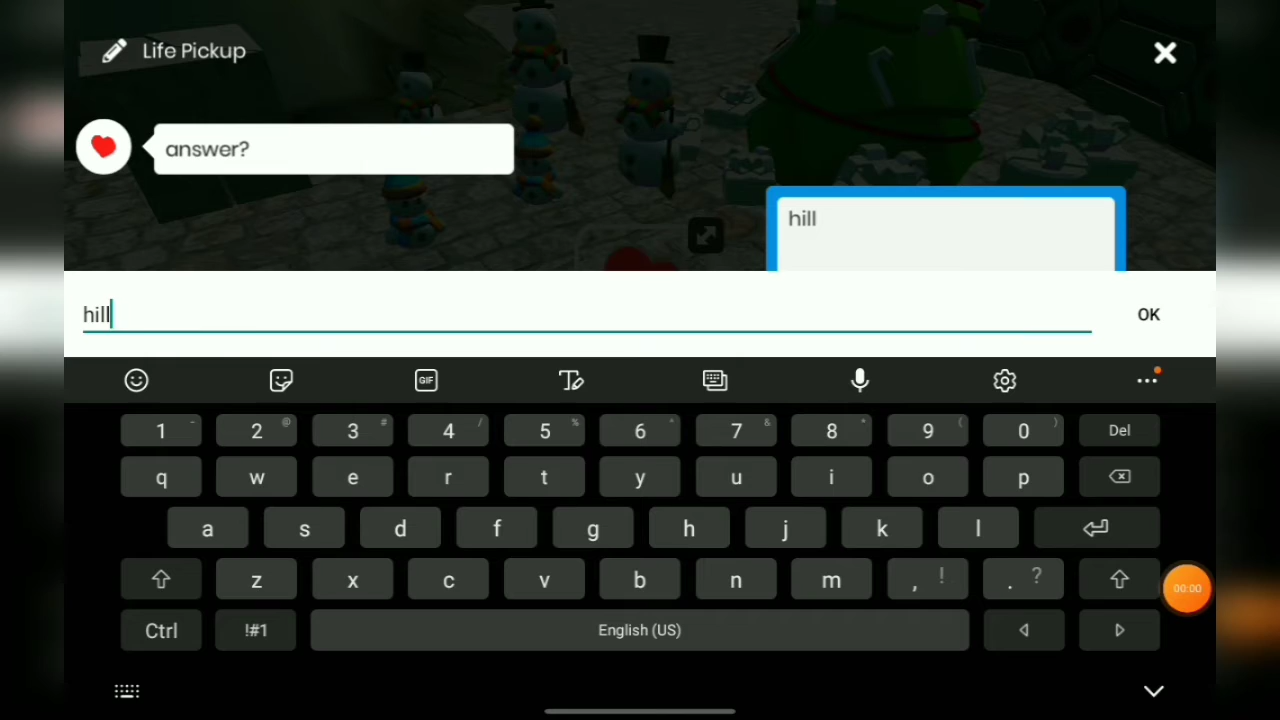 Life Pickup
answer?
hill
hill
OK
GIF
1 - 2 @ 3 # 4 / 5 % 6 ^ 7 & 8 * 9 ( 0 ) Del
q w e r t y u i o p
a s d f g h j k l
z x c v b n m , ! . ?
00:00
Ctrl !#1 English (US)